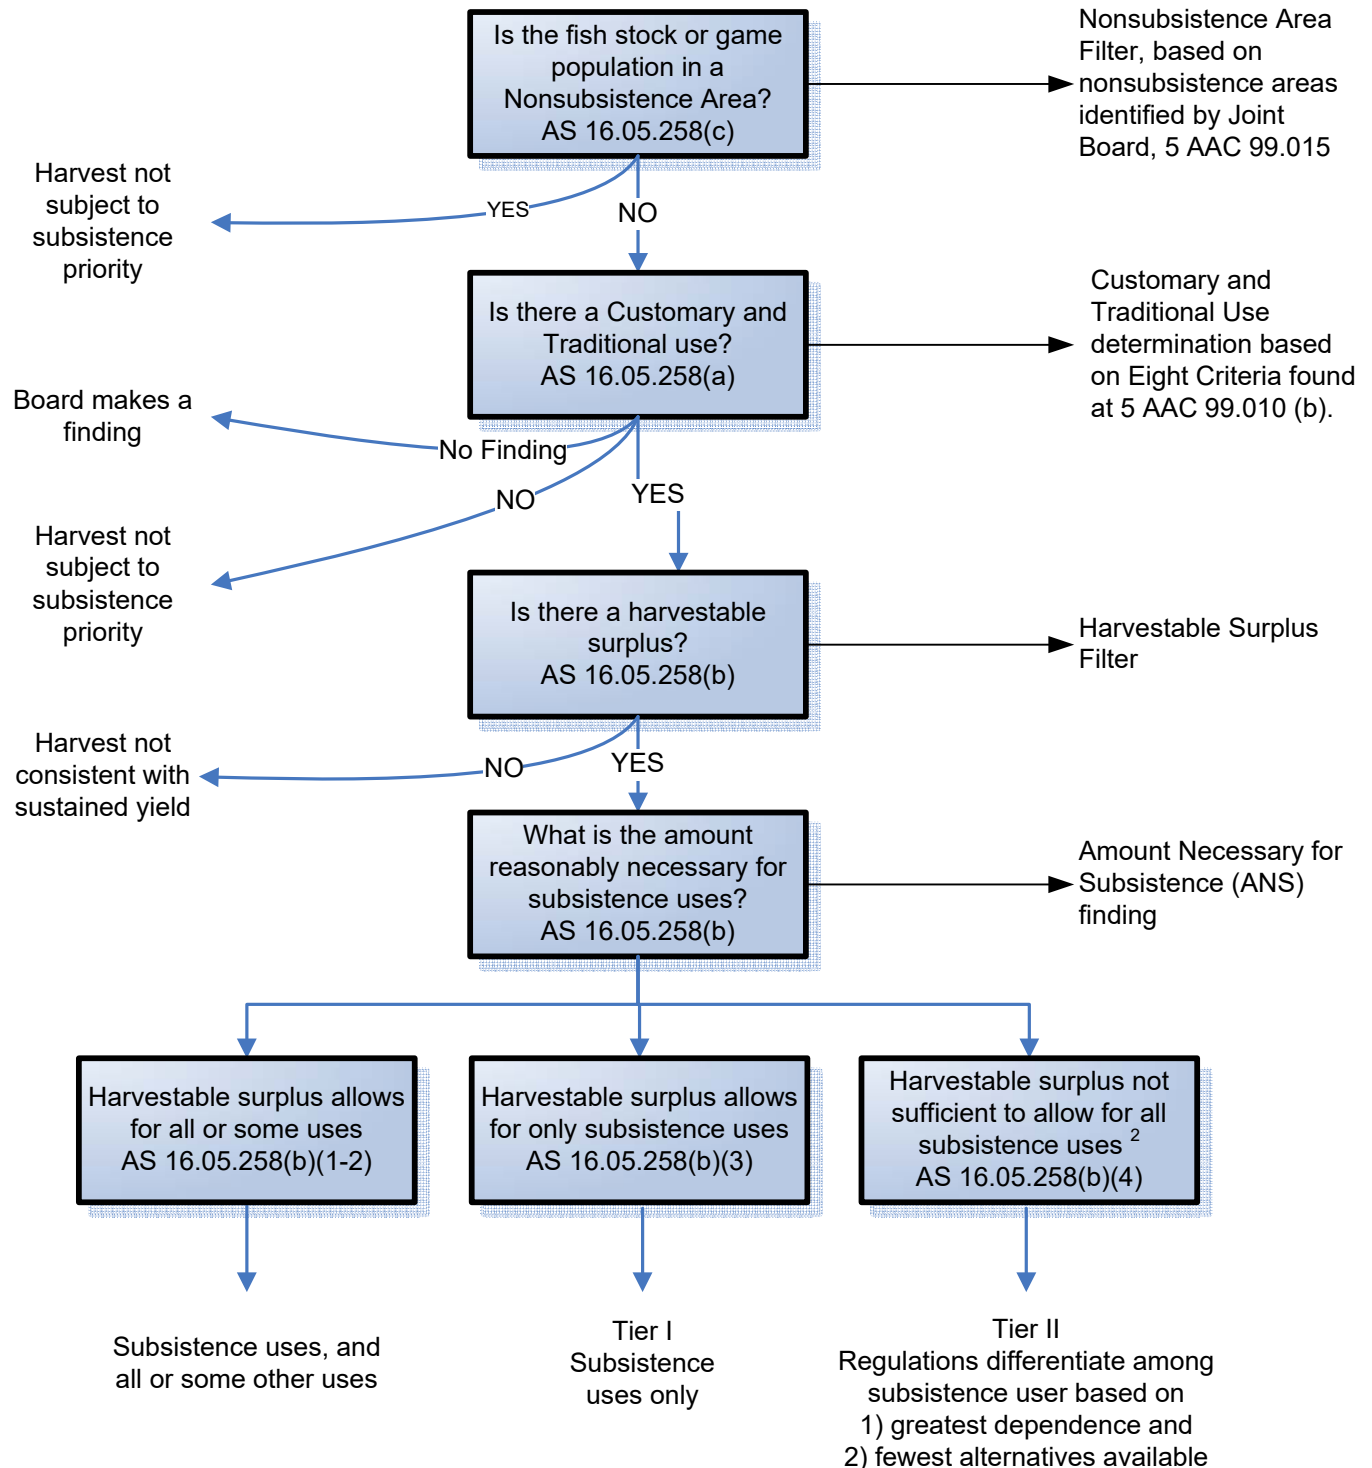 Is the fish stock or game
population in a
Nonsubsistence Area?
AS 16.05.258(c)
Nonsubsistence Area
Filter, based on
nonsubsistence areas
identified by Joint
Board, 5 AAC 99.015
Harvest not
subject to
subsistence
priority
YES
NO
Is there a Customary and
Traditional use?
AS 16.05.258(a)
Customary and
Traditional Use
determination based
on Eight Criteria found
at 5 AAC 99.010 (b).
Board makes a
finding
No Finding
NO
YES
Harvest not
subject to
subsistence
priority
Is there a harvestable
surplus?
AS 16.05.258(b)
Harvestable Surplus
Filter
Harvest not
consistent with
sustained yield
NO
YES
What is the amount
reasonably necessary for
subsistence uses?
AS 16.05.258(b)
Amount Necessary for
Subsistence (ANS)
finding
Harvestable surplus allows
for all or some uses
AS 16.05.258(b)(1-2)
Harvestable surplus allows
for only subsistence uses
AS 16.05.258(b)(3)
Harvestable surplus not
sufficient to allow for all
subsistence uses 2
AS 16.05.258(b)(4)
Subsistence uses, and
all or some other uses
Tier I
Subsistence
uses only
Tier II
Regulations differentiate among
subsistence user based on
1) greatest dependence and
2) fewest alternatives available